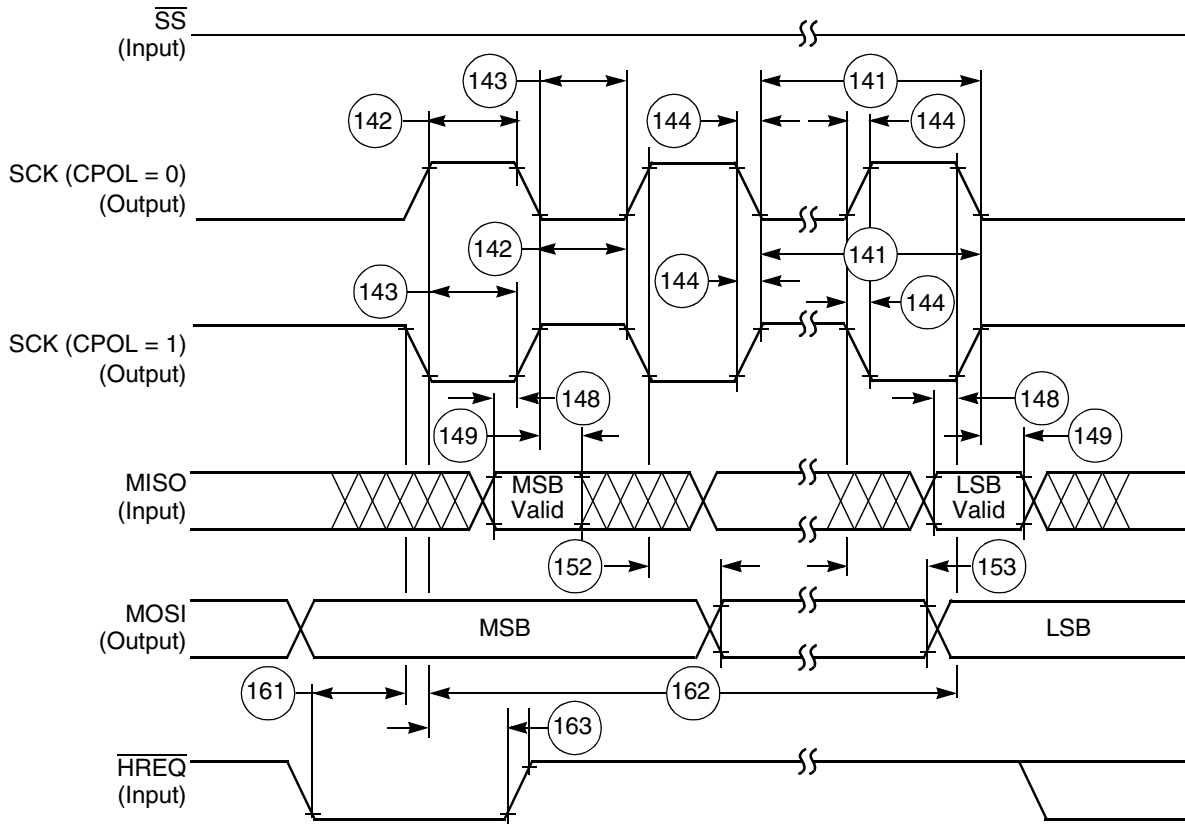 SS
(Input)
143
141
142
144
144
SCK (CPOL = 0)
(Output)
142
141
143
144
144
SCK (CPOL = 1)
(Output)
148
148
149
149
MISO
(Input)
MSB
Valid
LSB
Valid
152
153
MOSI
(Output)
MSB
LSB
161
162
163
HREQ
(Input)